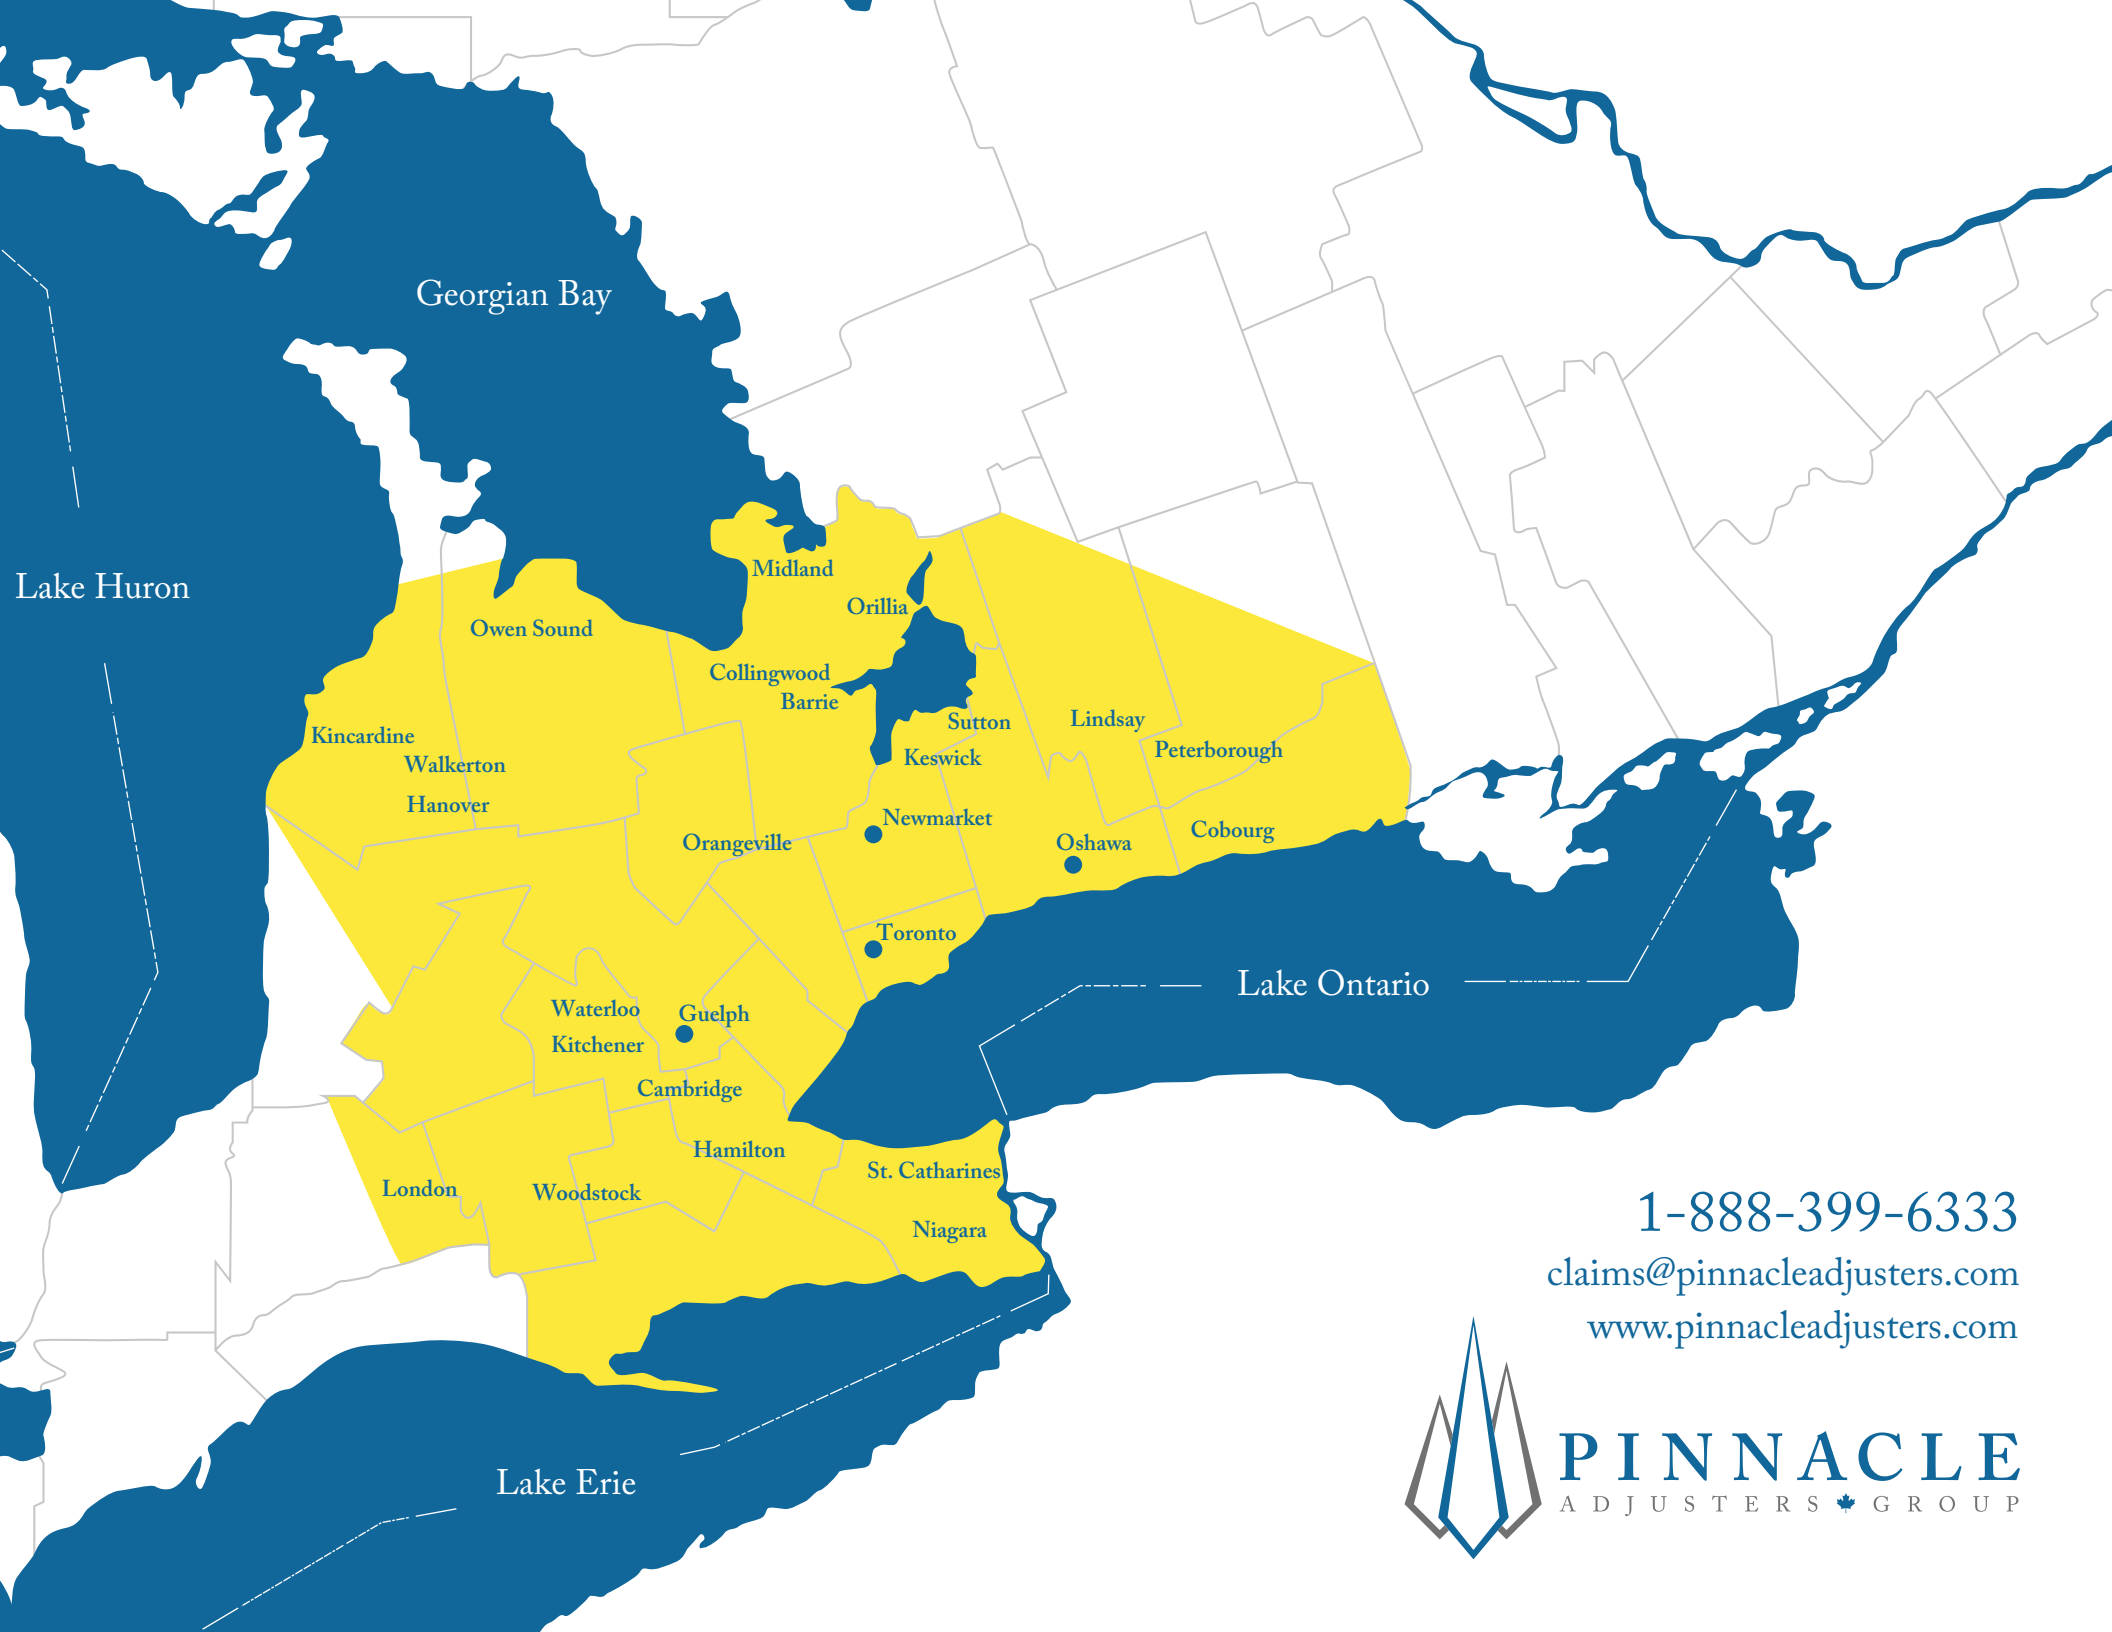 Georgian Bay
Midland
Lake Huron
Orillia
Owen Sound
Collingwood
Barrie
Sutton
Lindsay
Kincardine
Peterborough
Keswick
Walkerton
Hanover
Newmarket
Cobourg
Orangeville
Oshawa
Toronto
Lake Ontario
Waterloo
Guelph
Kitchener
Cambridge
Hamilton
St. Catharines
London
Woodstock
Niagara
1-888-399-6333
claims@pinnacleadjusters.com
www.pinnacleadjusters.com
Lake Erie
PINNACLE
ADJUSTERS GROUP